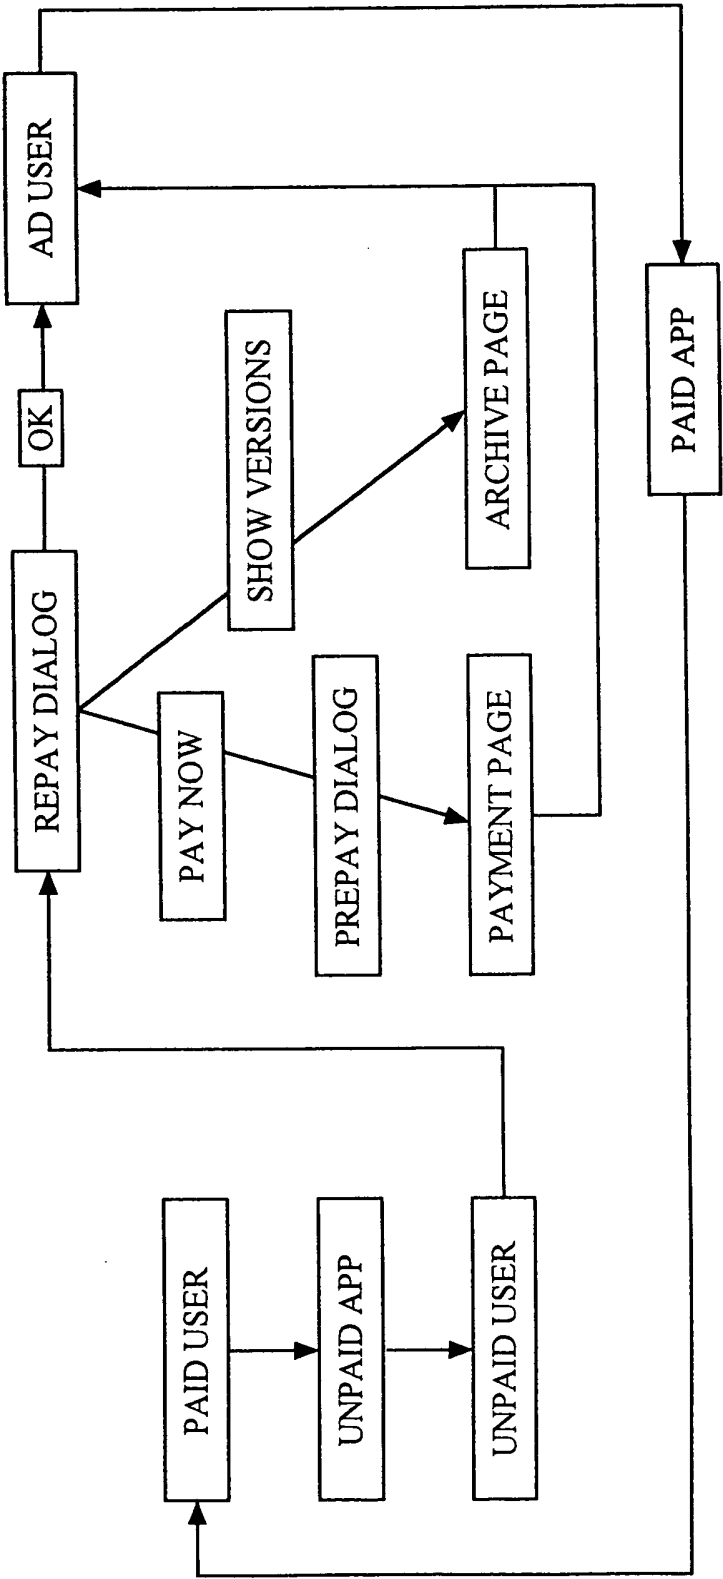 PAID USER
UNPAID APP
UNPAID USER
REPAY DIALOG
PAY NOW
PREPAY DIALOG
PAYMENT PAGE
SHOW VERSIONS
ARCHIVE PAGE
OK
AD USER
PAID APP